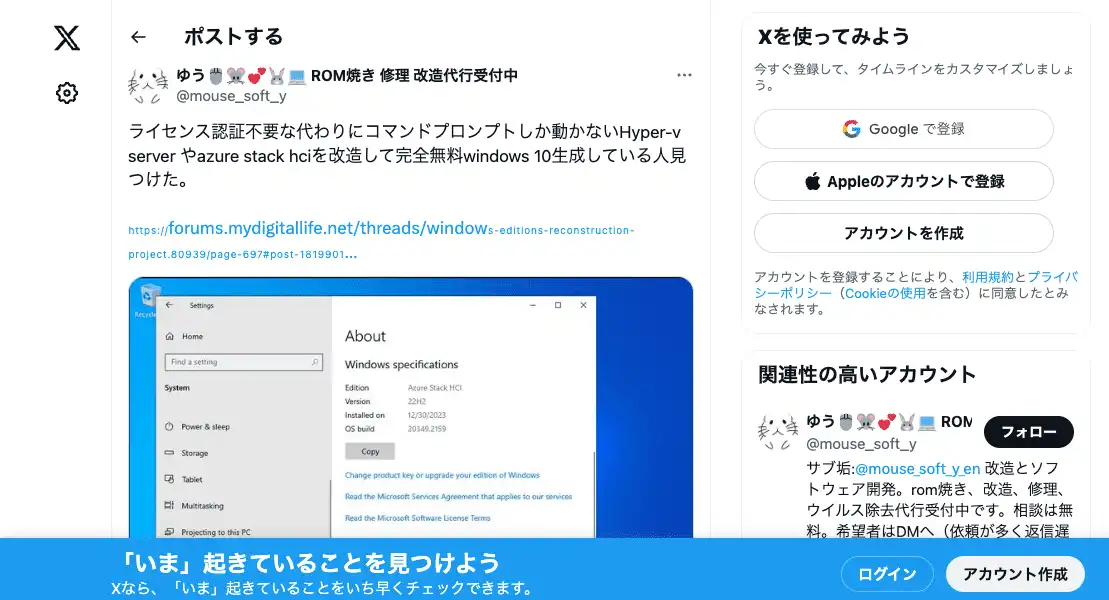 ポストする
ゆう🖱️🐭💕🐰💻 ROM焼き 修理 改造代行受付中
@mouse_soft_y
ライセンス認証不要な代わりにコマンドプロンプトしか動かないHyper-v
server やazure stack hciを改造して完全無料windows 10生成している人見
つけた。
https://forums.mydigitallife.net/threads/windows-editions-reconstruction-
project.80939/page-697#post-1819901…
Settings
Home
Find a setting
System
Power & sleep
Storage
Tablet
Multitasking
Projecting to this PC
About
Windows specifications
Edition Azure Stack HCI
Version 22H2
Installed on 12/30/2023
OS build 20349.2159
Copy
Change product key or upgrade your edition of Windows
Read the Microsoft Services Agreement that applies to our services
Read the Microsoft Software License Terms
Xを使ってみよう
今すぐ登録して、タイムラインをカスタマイズしましょ
う。
Google で登録
Appleのアカウントで登録
アカウントを作成
アカウントを登録することにより、利用規約とプライバ
シーポリシー（Cookieの使用を含む）に同意したとみ
なされます。
関連性の高いアカウント
ゆう🖱️🐭💕🐰💻 ROM
@mouse_soft_y
フォロー
サブ垢:@mouse_soft_y_en 改造とソフ
トウェア開発。rom焼き、改造、修理、
ウイルス除去代行受付中です。相談は無
料。希望者はDMへ（依頼が多く返信遅
「いま」起きていることを見つけよう
Xなら、「いま」起きていることをいち早くチェックできます。
ログイン
アカウント作成